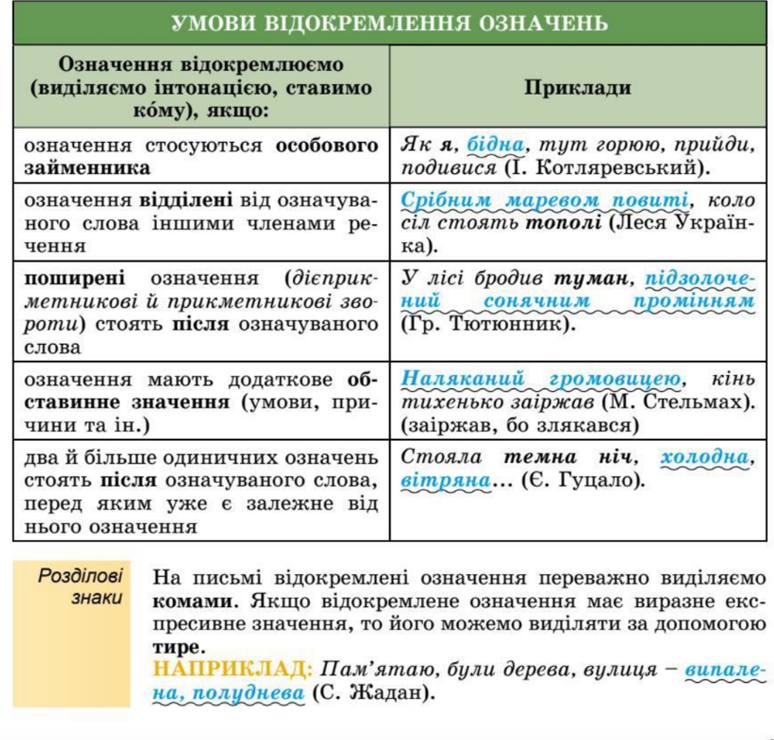 УМОВИ ВІДОКРЕМЛЕННЯ ОЗНАЧЕНЬ
Означення відокремлюємо
(виділяємо інтонацією, ставимо
ко́му), якщо:
Приклади
означення стосуються особового
займенника
Як я, бідна, тут горюю, прийди,
подивися (І. Котляревський).
означення відділені від означува-
ного слова іншими членами ре-
чення
Срібним маревом повиті, коло
сіл стоять тополі (Леся Україн-
ка).
поширені означення (дієприк-
метникові й прикметникові зво-
роти) стоять після означуваного
слова
У лісі бродив туман, підзолоче-
ний сонячним промінням
(Гр. Тютюнник).
означення мають додаткове об-
ставинне значення (умови, при-
чини та ін.)
Наляканий громовицею, кінь
тихенько заіржав (М. Стельмах).
(заіржав, бо злякався)
два й більше одиничних означень
стоять після означуваного слова,
перед яким уже є залежне від
нього означення
Стояла темна ніч, холодна,
вітряна... (Є. Гуцало).
Розділові
знаки
На письмі відокремлені означення переважно виділяємо
комами. Якщо відокремлене означення має виразне екс-
пресивне значення, то його можемо виділяти за допомогою
тире.
НАПРИКЛАД: Пам’ятаю, були дерева, вулиця – випале-
на, полуднева (С. Жадан).